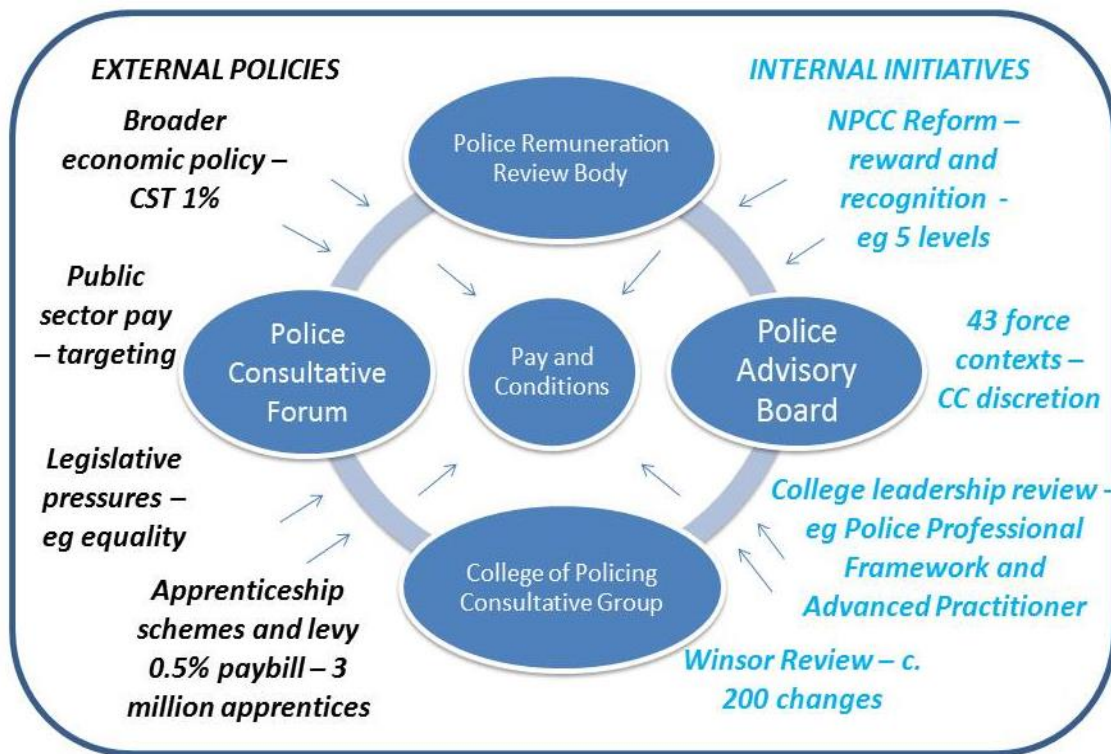 EXTERNAL POLICIES
Broader
economic policy –
CST 1%
Public
sector pay
– targeting
Legislative
pressures –
eg equality
Apprenticeship
schemes and levy
0.5% paybill – 3
million apprentices
Police Remuneration
Review Body
Police
Consultative
Forum
Pay and
Conditions
Police
Advisory
Board
College of Policing
Consultative Group
INTERNAL INITIATIVES
NPCC Reform –
reward and
recognition -
eg 5 levels
43 force
contexts –
CC discretion
College leadership review –
eg Police Professional
Framework and
Advanced Practitioner
Winsor Review – c.
200 changes